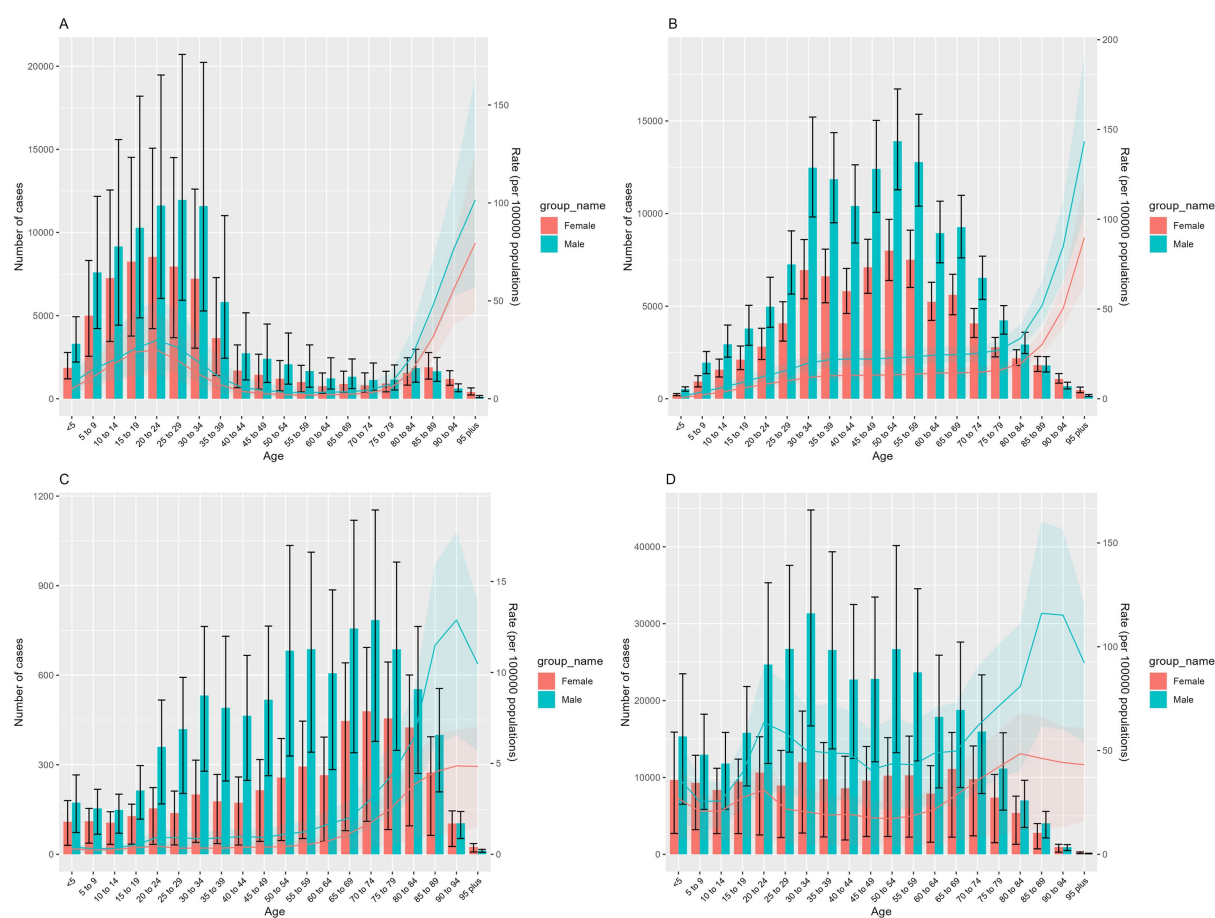 A
20000
15000
10000
5000
0
Number of cases
150
100
50
0
Rate (per 100000 populations)
<5
5 to 9
10 to 14
15 to 19
20 to 24
25 to 29
30 to 34
35 to 39
40 to 44
45 to 49
50 to 54
55 to 59
60 to 64
65 to 69
70 to 74
75 to 79
80 to 84
85 to 89
90 to 94
95 plus
Age
group_name
Female
Male
B
15000
10000
5000
0
Number of cases
200
150
100
50
0
Rate (per 100000 populations)
<5
5 to 9
10 to 14
15 to 19
20 to 24
25 to 29
30 to 34
35 to 39
40 to 44
45 to 49
50 to 54
55 to 59
60 to 64
65 to 69
70 to 74
75 to 79
80 to 84
85 to 89
90 to 94
95 plus
Age
group_name
Female
Male
C
1200
900
600
300
0
Number of cases
15
10
5
0
Rate (per 100000 populations)
<5
5 to 9
10 to 14
15 to 19
20 to 24
25 to 29
30 to 34
35 to 39
40 to 44
45 to 49
50 to 54
55 to 59
60 to 64
65 to 69
70 to 74
75 to 79
80 to 84
85 to 89
90 to 94
95 plus
Age
group_name
Female
Male
D
40000
30000
20000
10000
0
Number of cases
150
100
50
0
Rate (per 100000 populations)
<5
5 to 9
10 to 14
15 to 19
20 to 24
25 to 29
30 to 34
35 to 39
40 to 44
45 to 49
50 to 54
55 to 59
60 to 64
65 to 69
70 to 74
75 to 79
80 to 84
85 to 89
90 to 94
95 plus
Age
group_name
Female
Male